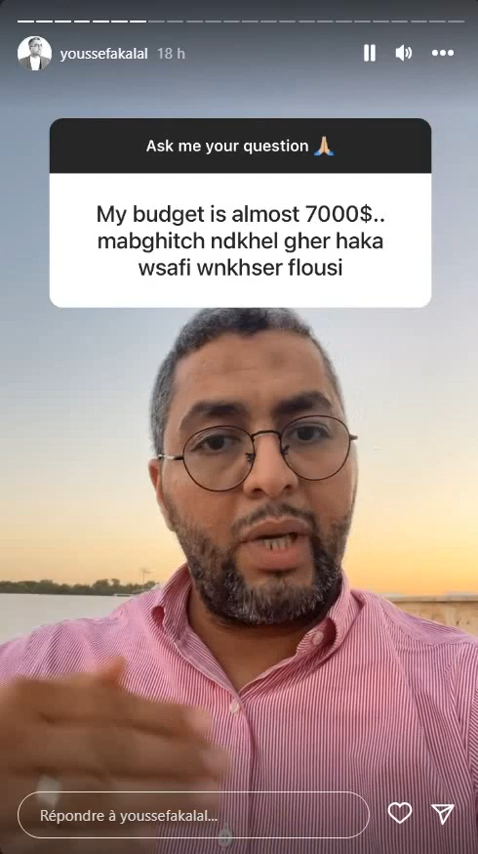 youssefakalal 18 h
Ask me your question 🙏🏼
My budget is almost 7000$..
mabghitch ndkhel gher haka
wsafi wnkhser flousi
Répondre à youssefakalal...